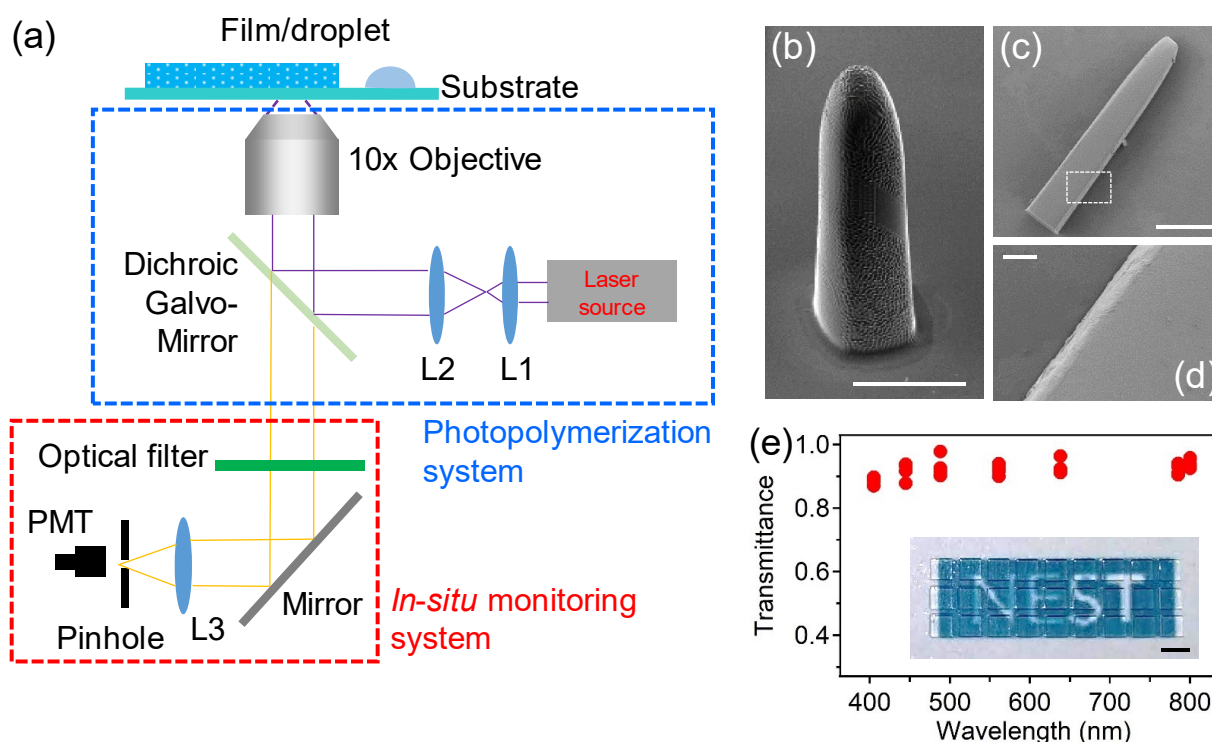 (a)
Film/droplet
Substrate
10x Objective
Dichroic
Galvo-
Mirror
Laser
source
L2
L1
Photopolymerization
system
Optical filter
PMT
Pinhole
L3
Mirror
In-situ monitoring
system
(b)
(c)
(d)
(e)
1.0
0.8
0.6
0.4
Transmittance
NEST
400
500
600
700
800
Wavelength (nm)